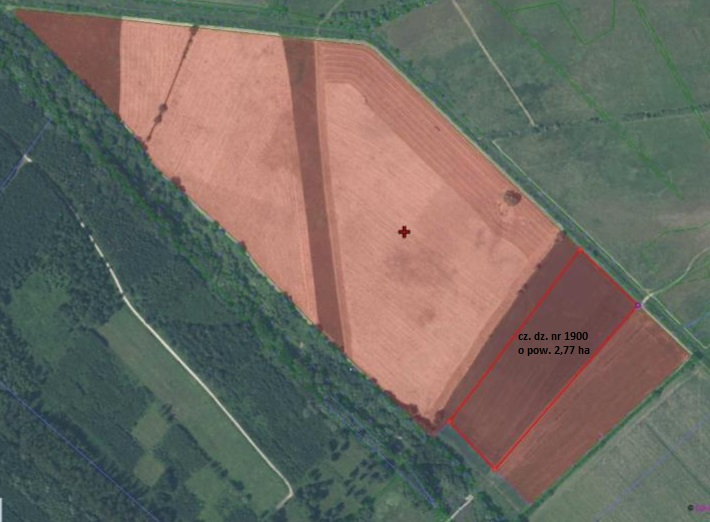 cz. dz. nr 1900
o pow. 2,77 ha